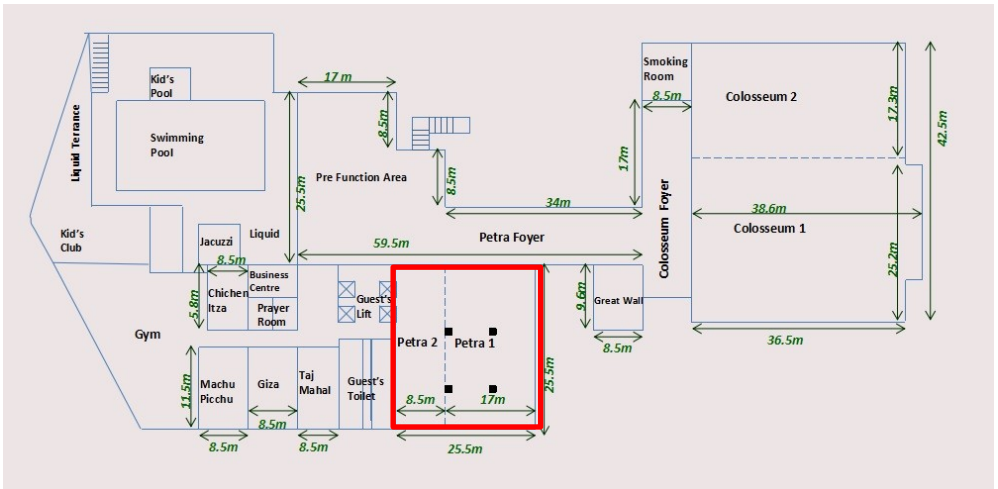 Kid's
Pool
17 m
Smoking
Room
8.5m
Colosseum 2
17.3m
42.5m
Liquid Terrance
Swimming
Pool
8.5m
Pre Function Area
25.5m
8.5m
17m
34m
Colosseum Foyer
38.6m
Colosseum 1
25.2m
Kid's
Club
Jacuzzi
Liquid
Petra Foyer
59.5m
8.5m
Business
Centre
Chichen
Itza
5.8m
Prayer
Room
Guest's
Lift
Great Wall
9.6m
8.5m
36.5m
Gym
Petra 2
Petra 1
25.5m
Machu
Picchu
Giza
Taj
Mahal
Guest's
Toilet
11.5m
8.5m
8.5m
17m
8.5m
8.5m
25.5m